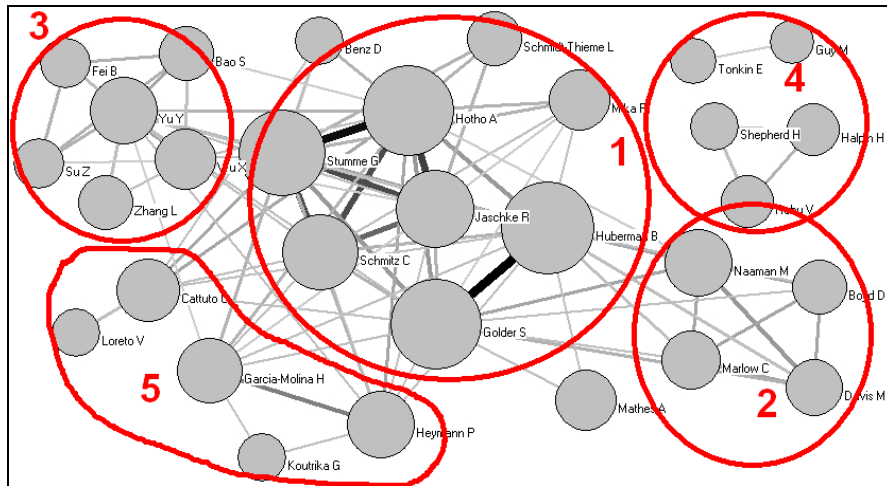 3
Fei B
Bao S
Benz D
Schmidt-Thieme L
Guy M
Tonkin E
4
Yu Y
Hotho A
Mika P
Shepherd H
Halpin H
1
Su Z
Stumme G
Zhang L
Jaschke R
Huberman B
Schmitz C
Naaman M
Boyd D
Cattuto C
Loreto V
Golder S
Marlow C
Davis M
5
Garcia-Molina H
2
Mathes A
Heymann P
Koutrika G